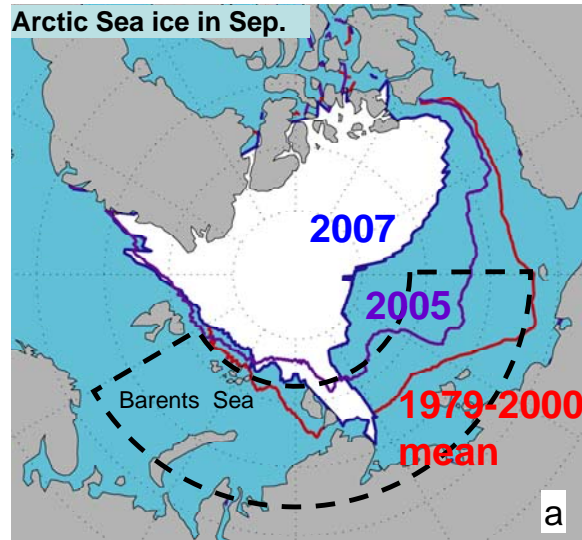 Arctic Sea ice in Sep.
2007
2005
Barents Sea
1979-2000
mean
a